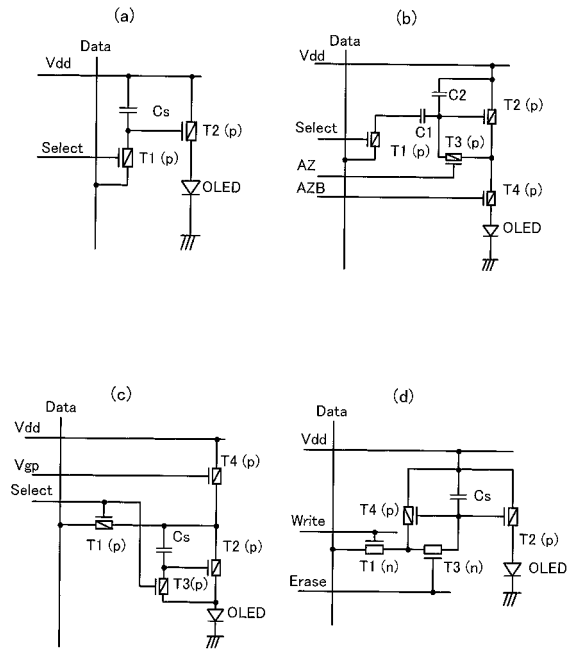 (a)
Data
Vdd
Cs
T2 (p)
Select
T1 (p)
OLED
(b)
Data
Vdd
C2
T2 (p)
Select
C1
T3 (p)
T1 (p)
AZ
T4 (p)
AZB
OLED
(c)
Data
Vdd
T4 (p)
Vgp
Select
Cs
T1 (p)
T2 (p)
T3(p)
OLED
(d)
Data
Vdd
Cs
T4 (p)
Write
T2 (p)
T1 (n)
T3 (n)
OLED
Erase